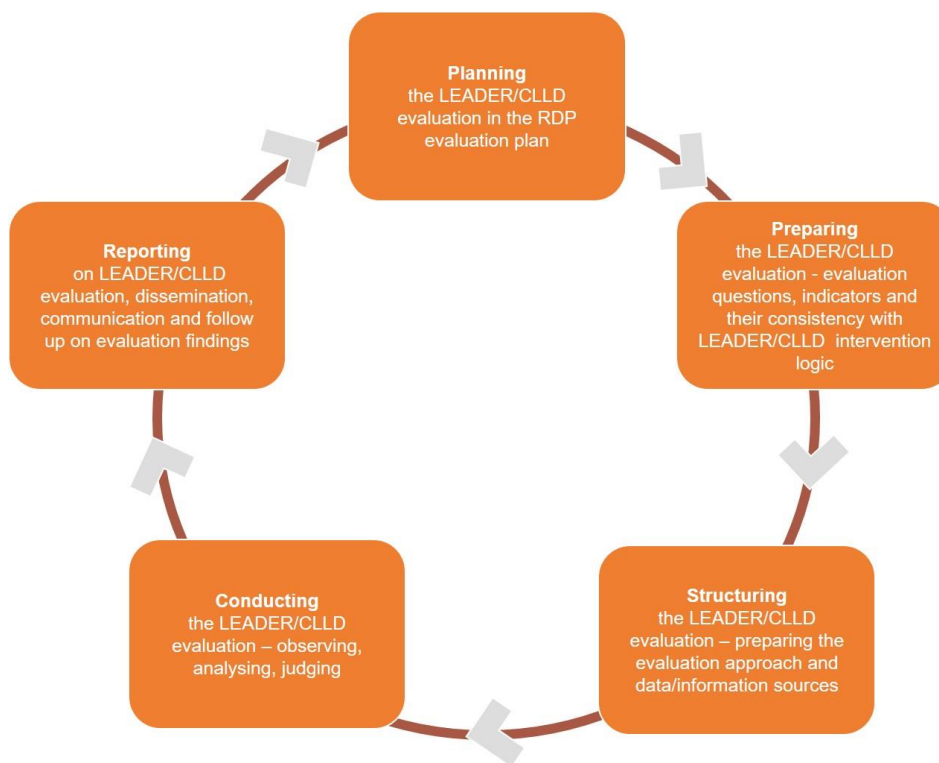 Planning
the LEADER/CLLD
evaluation in the RDP
evaluation plan
Preparing
the LEADER/CLLD
evaluation - evaluation
questions, indicators and
their consistency with
LEADER/CLLD intervention
logic
Structuring
the LEADER/CLLD
evaluation – preparing the
evaluation approach and
data/information sources
Conducting
the LEADER/CLLD
evaluation – observing,
analysing, judging
Reporting
on LEADER/CLLD
evaluation, dissemination,
communication and follow
up on evaluation findings